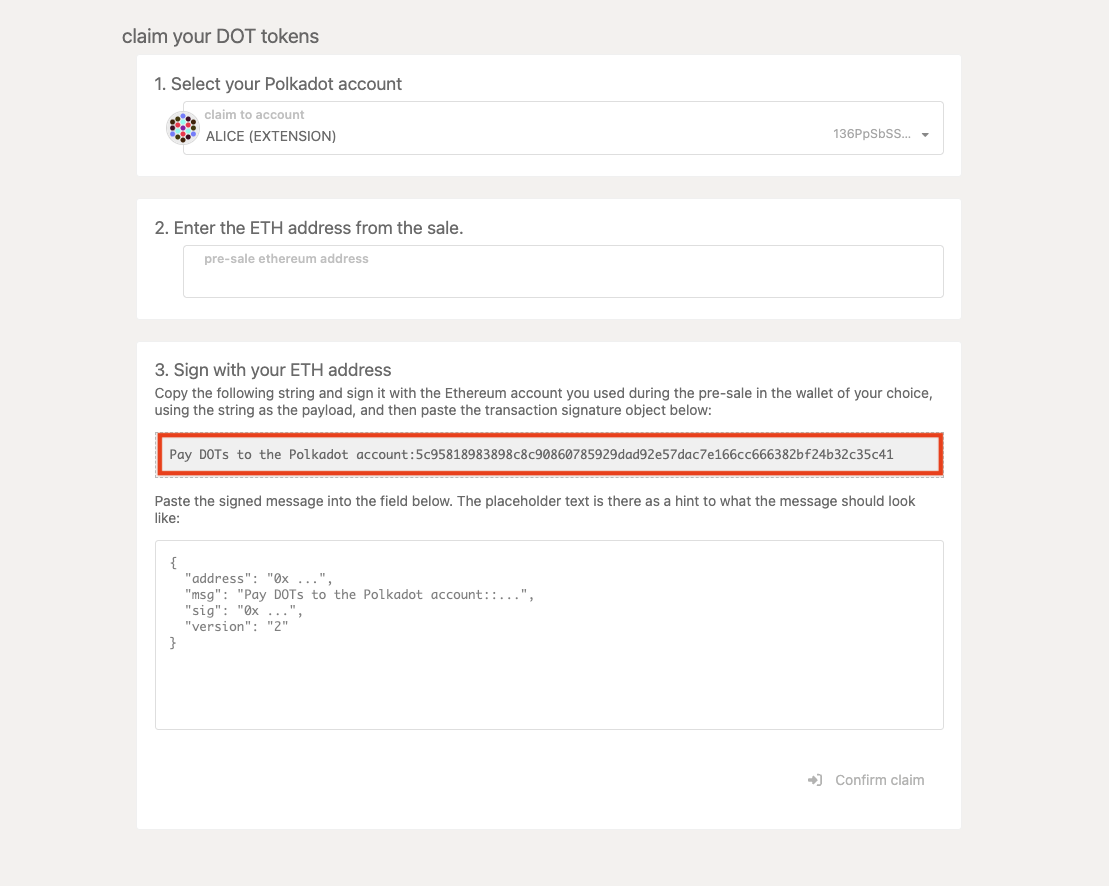 claim your DOT tokens
1. Select your Polkadot account
claim to account
ALICE (EXTENSION)
136PpSbSS...
2. Enter the ETH address from the sale.
pre-sale ethereum address
3. Sign with your ETH address
Copy the following string and sign it with the Ethereum account you used during the pre-sale in the wallet of your choice,
using the string as the payload, and then paste the transaction signature object below:
Pay DOTs to the Polkadot account:5c95818983898c8c90860785929dad92e57dac7e166cc666382bf24b32c35c41
Paste the signed message into the field below. The placeholder text is there as a hint to what the message should look
like:
{
  "address": "0x ...",
  "msg": "Pay DOTs to the Polkadot account::...",
  "sig": "0x ...",
  "version": "2"
}
Confirm claim